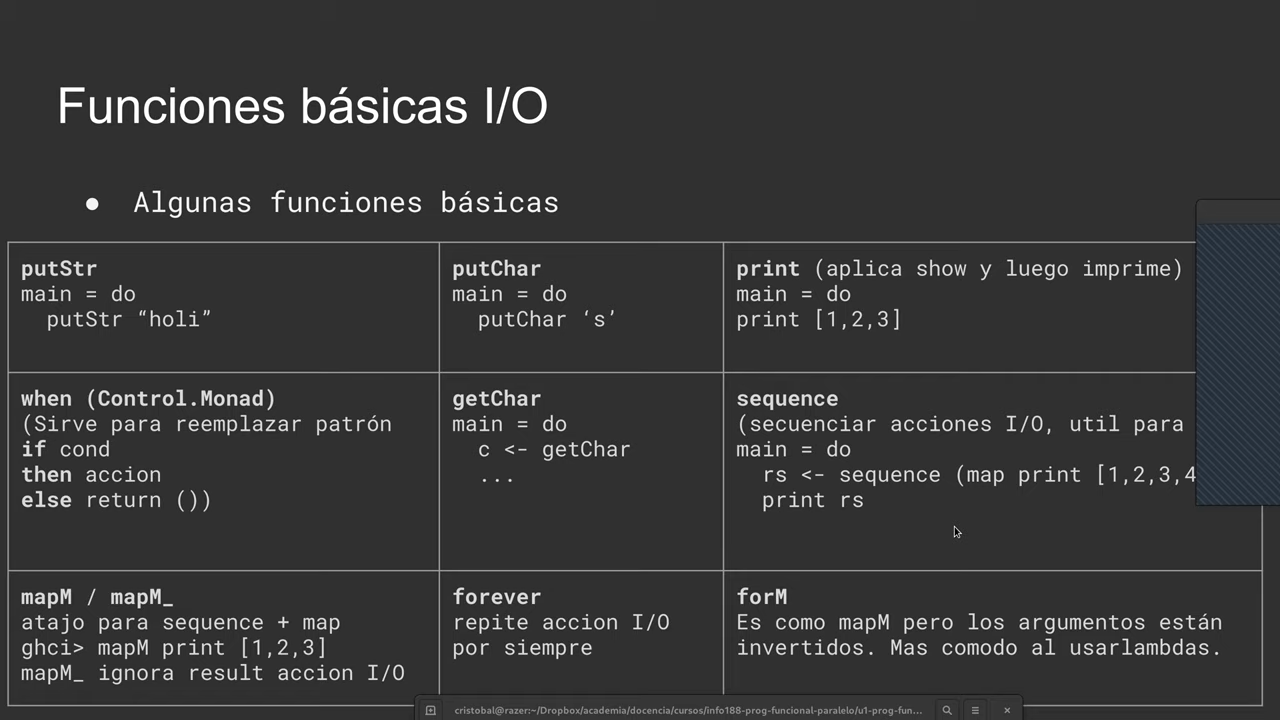 Funciones básicas I/O
● Algunas funciones básicas
putStr
main = do
  putStr “holi”
putChar
main = do
  putChar ‘s’
print (aplica show y luego imprime)
main = do
print [1,2,3]
when (Control.Monad)
(Sirve para reemplazar patrón
if cond
then accion
else return ())
getChar
main = do
  c <- getChar
  ...
sequence
(secuenciar acciones I/O, util para
main = do
  rs <- sequence (map print [1,2,3,4
  print rs
mapM / mapM_
atajo para sequence + map
ghci> mapM print [1,2,3]
mapM_ ignora result accion I/O
forever
repite accion I/O
por siempre
forM
Es como mapM pero los argumentos están
invertidos. Mas comodo al usarlambdas.
cristobal@razer:~/Dropbox/academia/docencia/cursos/info188-prog-funcional-paralelo/u1-prog-fun...